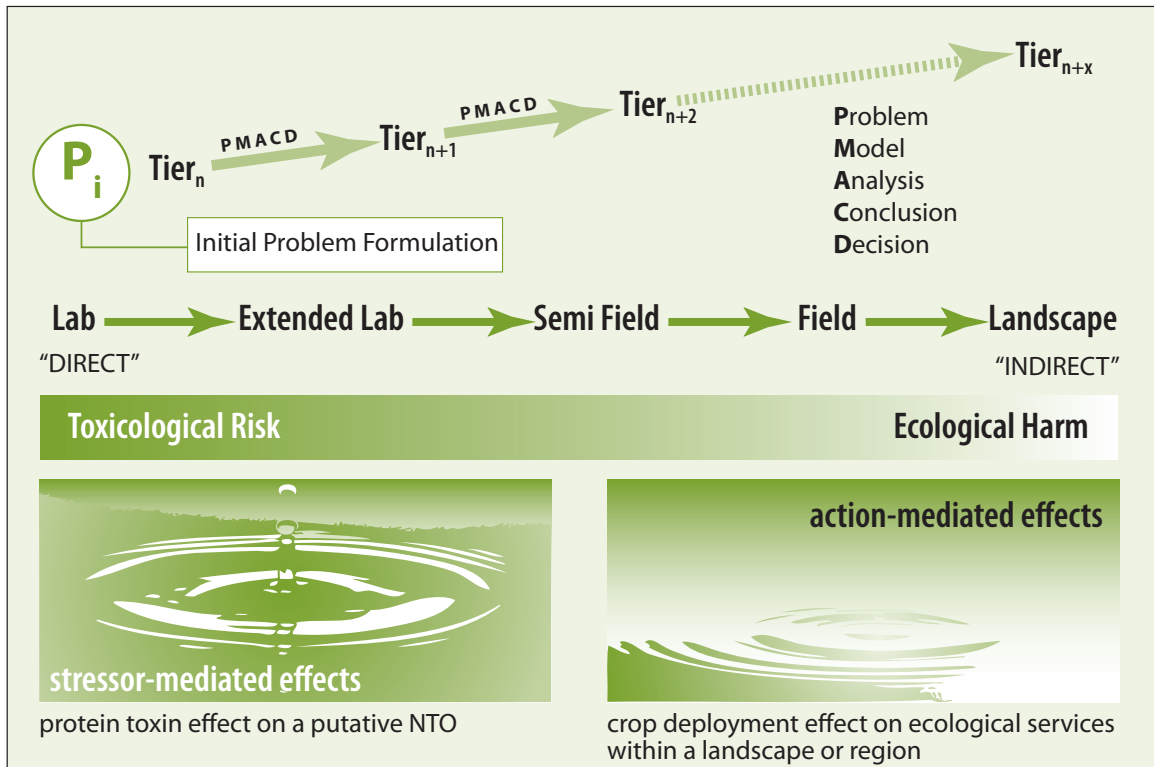 P M A C D
P M A C D
Tier n+x
Tier n+2
Tier n+1
Tier n
P i
Initial Problem Formulation
Problem
Model
Analysis
Conclusion
Decision
Lab Extended Lab Semi Field Field Landscape
“DIRECT” “INDIRECT”
Toxicological Risk Ecological Harm
stressor-mediated effects
action-mediated effects
protein toxin effect on a putative NTO
crop deployment effect on ecological services
within a landscape or region